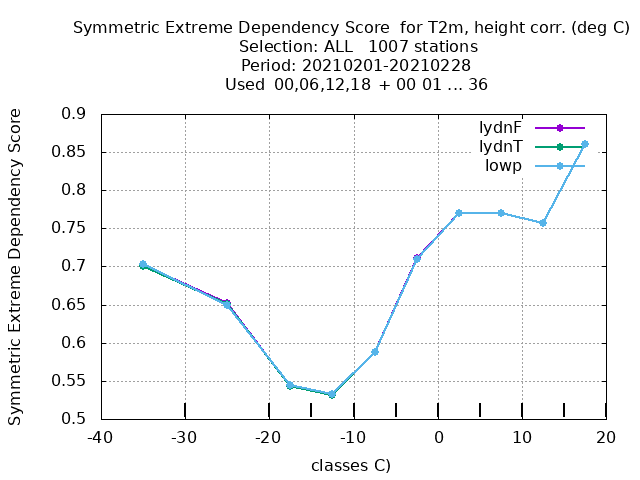 Symmetric Extreme Dependency Score  for T2m, height corr. (deg C)
Selection: ALL   1007 stations
Period: 20210201-20210228
Used  00,06,12,18  + 00 01 ... 36
Symmetric Extreme Dependency Score
0.9
0.85
0.8
0.75
0.7
0.65
0.6
0.55
0.5
lydnF
lydnT
lowp
-40 -30 -20 -10 0 10 20
classes C)